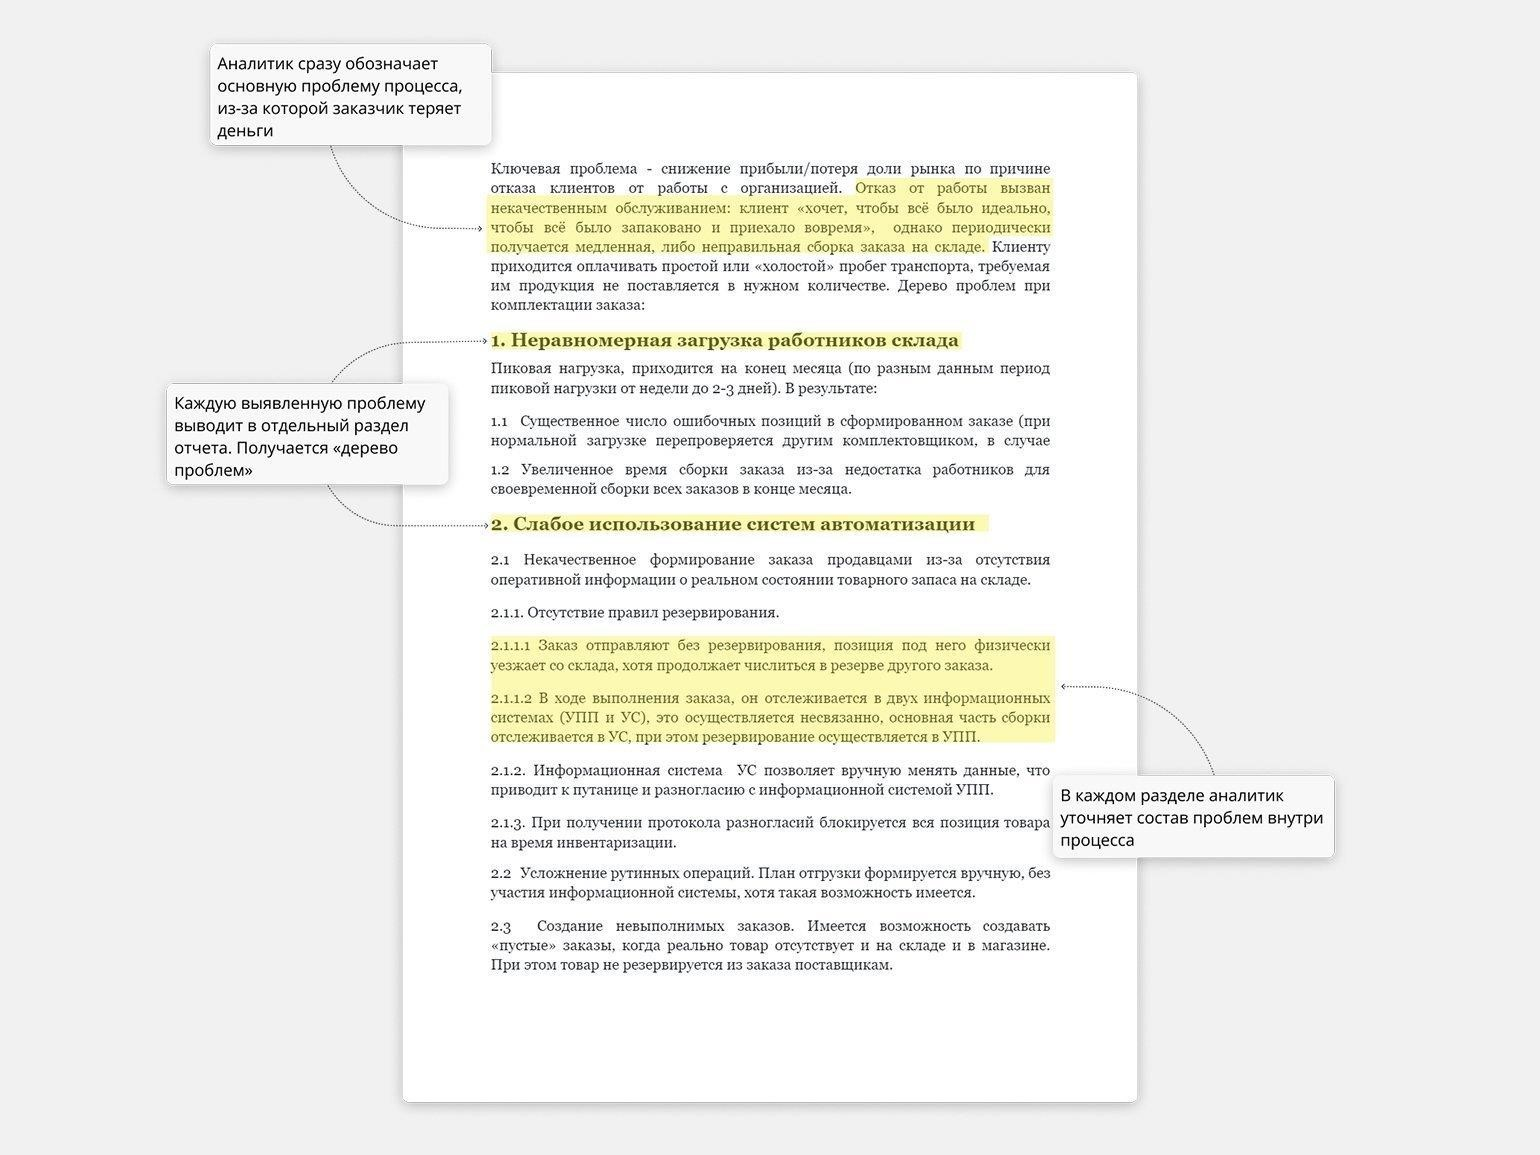 Аналитик сразу обозначает
основную проблему процесса,
из-за которой заказчик теряет
деньги
Ключевая проблема - снижение прибыли/потеря доли рынка по причине
отказа клиентов от работы с организацией. Отказ от работы вызван
некачественным обслуживанием: клиент «хочет, чтобы всё было идеально,
чтобы всё было запаковано и приехало вовремя», однако периодически
получается медленная, либо неправильная сборка заказа на складе. Клиенту
приходится оплачивать простой или «холостой» пробег транспорта, требуемая
им продукция не поставляется в нужном количестве. Дерево проблем при
комплектации заказа:
1. Неравномерная загрузка работников склада
Пиковая нагрузка, приходится на конец месяца (по разным данным период
пиковой нагрузки от недели до 2-3 дней). В результате:
Каждую выявленную проблему
выводит в отдельный раздел
отчета. Получается «дерево
проблем»
1.1 Существенное число ошибочных позиций в сформированном заказе (при
нормальной загрузке перепроверяется другим комплектовщиком, в случае
1.2 Увеличенное время сборки заказа из-за недостатка работников для
своевременной сборки всех заказов в конце месяца.
2. Слабое использование систем автоматизации
2.1 Некачественное формирование заказа продавцами из-за отсутствия
оперативной информации о реальном состоянии товарного запаса на складе.
2.1.1. Отсутствие правил резервирования.
2.1.1.1 Заказ отправляют без резервирования, позиция под него физически
уезжает со склада, хотя продолжает числиться в резерве другого заказа.
2.1.1.2 В ходе выполнения заказа, он отслеживается в двух информационных
системах (УПП и УС), это осуществляется несвязанно, основная часть сборки
отслеживается в УС, при этом резервирование осуществляется в УПП.
2.1.2. Информационная система УС позволяет вручную менять данные, что
приводит к путанице и разногласию с информационной системой УПП.
В каждом разделе аналитик
уточняет состав проблем внутри
процесса
2.1.3. При получении протокола разногласий блокируется вся позиция товара
на время инвентаризации.
2.2 Усложнение рутинных операций. План отгрузки формируется вручную, без
участия информационной системы, хотя такая возможность имеется.
2.3 Создание невыполнимых заказов. Имеется возможность создавать
«пустые» заказы, когда реально товар отсутствует и на складе и в магазине.
При этом товар не резервируется из заказа поставщикам.